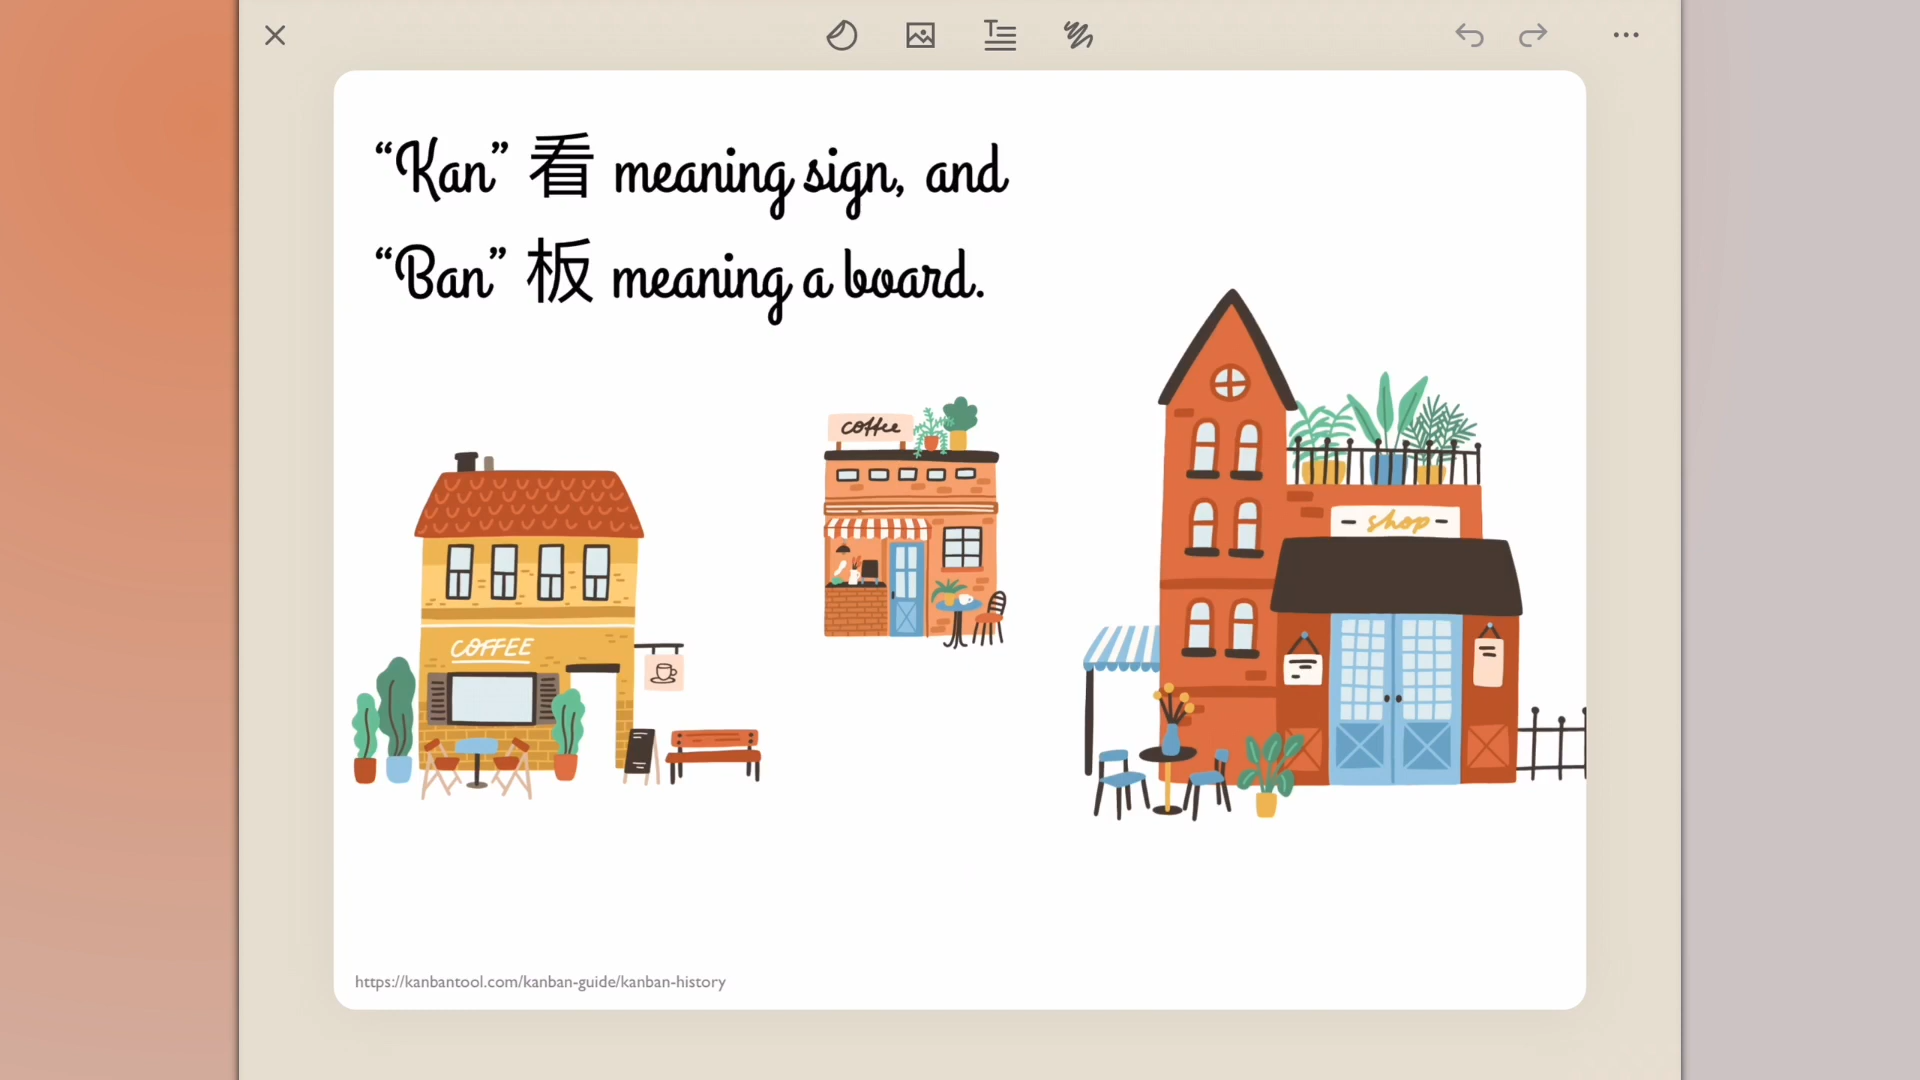 “Kan” 看 meaning sign, and
“Ban” 板 meaning a board.
coffee
- shop -
COFFEE
https://kanbantool.com/kanban-guide/kanban-history